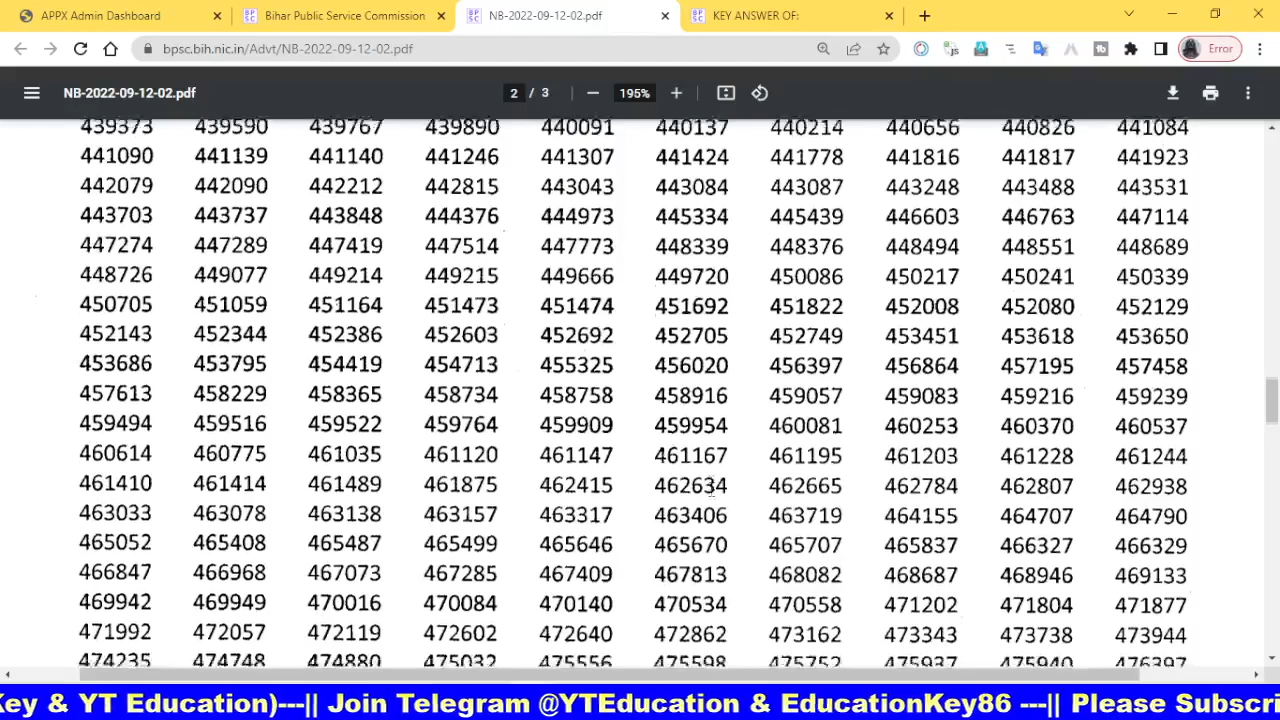 APPX Admin Dashboard
Bihar Public Service Commission
NB-2022-09-12-02.pdf
KEY ANSWER OF:
bpsc.bih.nic.in/Advt/NB-2022-09-12-02.pdf
Error
NB-2022-09-12-02.pdf
2 / 3
195%
439373 439590 439767 439890 440091 440137 440214 440656 440826 441084
441090 441139 441140 441246 441307 441424 441778 441816 441817 441923
442079 442090 442212 442815 443043 443084 443087 443248 443488 443531
443703 443737 443848 444376 444973 445334 445439 446603 446763 447114
447274 447289 447419 447514 447773 448339 448376 448494 448551 448689
448726 449077 449214 449215 449666 449720 450086 450217 450241 450339
450705 451059 451164 451473 451474 451692 451822 452008 452080 452129
452143 452344 452386 452603 452692 452705 452749 453451 453618 453650
453686 453795 454419 454713 455325 456020 456397 456864 457195 457458
457613 458229 458365 458734 458758 458916 459057 459083 459216 459239
459494 459516 459522 459764 459909 459954 460081 460253 460370 460537
460614 460775 461035 461120 461147 461167 461195 461203 461228 461244
461410 461414 461489 461875 462415 462634 462665 462784 462807 462938
463033 463078 463138 463157 463317 463406 463719 464155 464707 464790
465052 465408 465487 465499 465646 465670 465707 465837 466327 466329
466847 466968 467073 467285 467409 467813 468082 468687 468946 469133
469942 469949 470016 470084 470140 470534 470558 471202 471804 471877
471992 472057 472119 472602 472640 472862 473162 473343 473738 473944
474235 474748 474880 475032 475556 475598 475752 475937 475940 476397
Key & YT Education)---|| Join Telegram @YTEducation & EducationKey86 ---|| Please Subscri